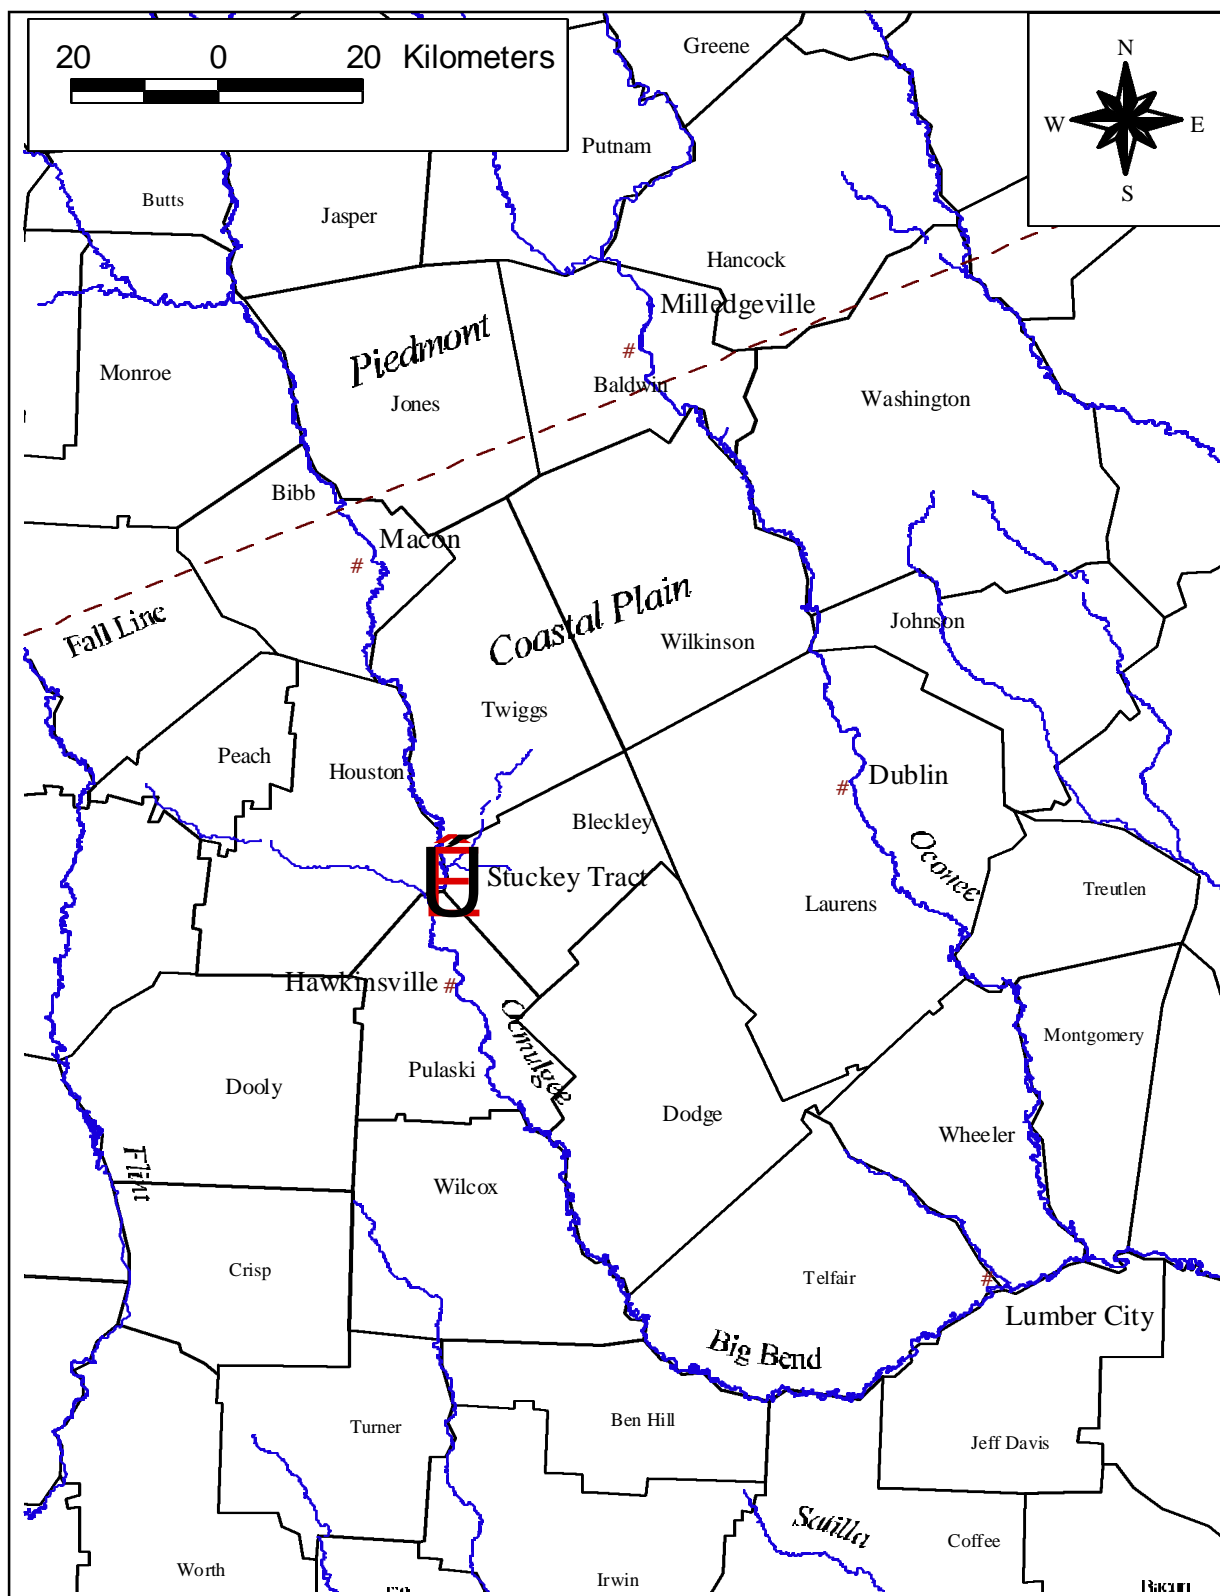 20 0 20 Kilometers
N
W E
S
Greene
Putnam
Butts
Jasper
Hancock
Milledgeville
Piedmont
#
Monroe
Baldwin
Jones
Washington
Bibb
Macon
#
Fall Line
Coastal Plain
Johnson
Wilkinson
Twiggs
Peach
Houston
Dublin
#
Bleckley
Oconee
Stuckey Tract
Treutlen
Laurens
Hawkinsville #
Ocmulgee
Montgomery
Pulaski
Dooly
Dodge
Wheeler
Flint
Wilcox
Crisp
Telfair
#
Lumber City
Big Bend
Ben Hill
Turner
Jeff Davis
Satilla
Coffee
Worth
Irwin